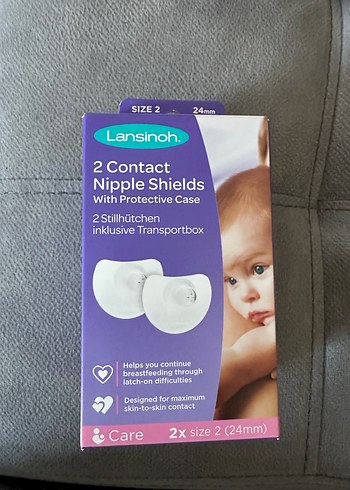 SIZE 2 24mm
Lansinoh®
2 Contact
Nipple Shields
With Protective Case
2 Stillhütchen
inklusive Transportbox
Helps you continue
breastfeeding through
latch-on difficulties
Designed for maximum
skin-to-skin contact
Care 2x size 2 (24mm)